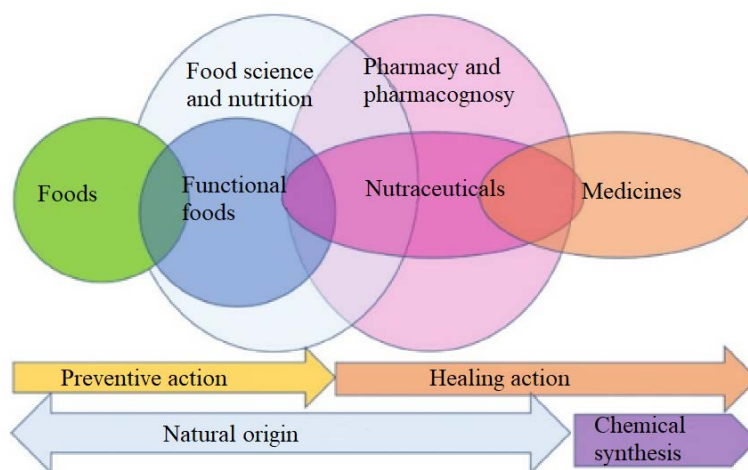 Food science
and nutrition
Pharmacy and
pharmacognosy
Foods
Functional
foods
Nutraceuticals
Medicines
Preventive action
Healing action
Natural origin
Chemical
synthesis